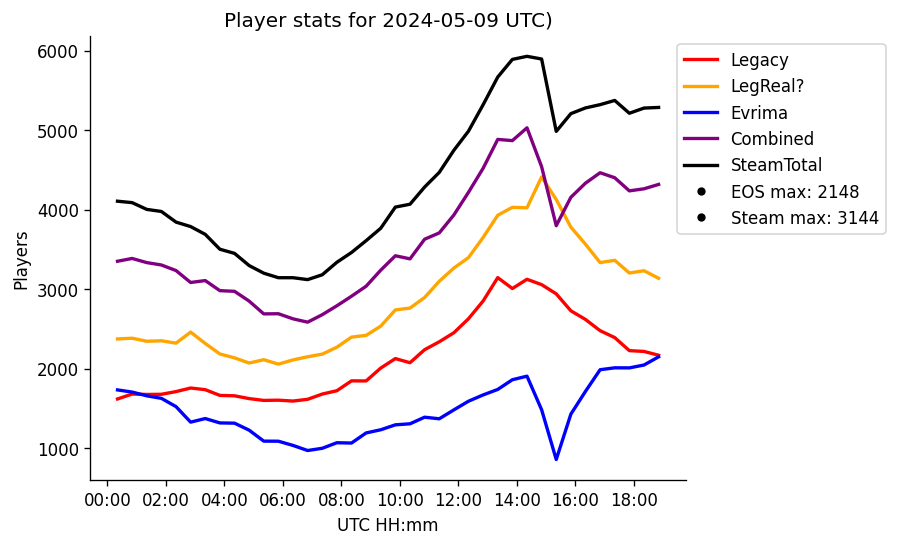 Player stats for 2024-05-09 UTC)
6000
5000
4000
3000
2000
1000
Players
00:00 02:00 04:00 06:00 08:00 10:00 12:00 14:00 16:00 18:00
UTC HH:mm
Legacy
LegReal?
Evrima
Combined
SteamTotal
EOS max: 2148
Steam max: 3144